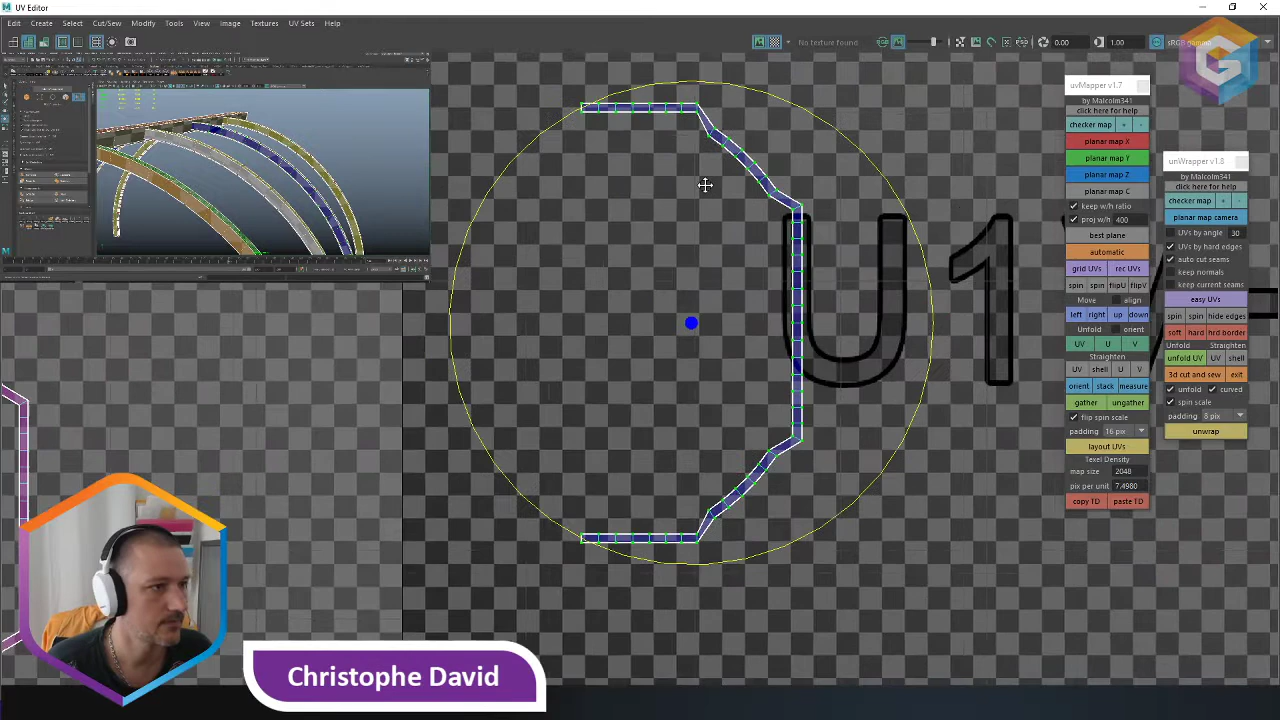 UV Editor
Edit Create Select Cut/Sew Modify Tools View Image Textures UV Sets Help
No texture found
0.00
1.00
sRGB gamma
U1
uvMapper v1.7
by Malcolm341
click here for help
checker map + -
planar map X
planar map Y
planar map Z
planar map C
keep w/h ratio
proj w/h 400
best plane
automatic
grid UVs rec UVs
spin spin flipU flipV
Move align
left right up down
Unfold orient
UV U V
Straighten
UV shell U V
orient stack measure
gather ungather
flip spin scale
padding 16 pix
layout UVs
Texel Density
map size 2048
pix per unit 7.4980
copy TD paste TD
unWrapper v1.8
by Malcolm341
click here for help
checker map + -
planar map camera
UVs by angle 30
UVs by hard edges
auto cut seams
keep normals
keep current seams
easy UVs
spin spin hide edges
soft hard hrd border
Unfold Straighten
unfold UV UV shell
3d cut and sew exit
unfold curved
spin scale
padding 8 pix
unwrap
Christophe David